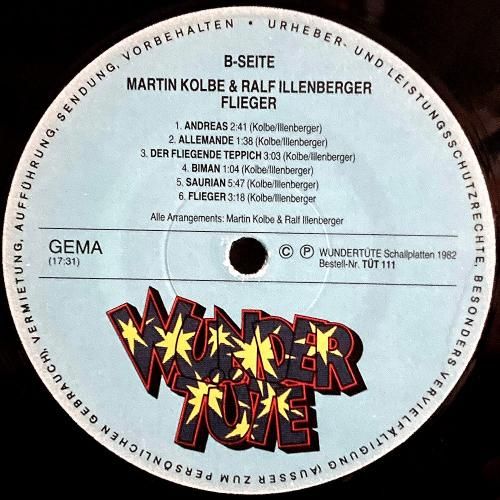 URHEBER- UND LEISTUNGSSCHUTZRECHTE, BESONDERS VERVIELFÄLTIGUNG (AUSSER ZUM PERSÖNLICHEN GEBRAUCH), VERMIETUNG, AUFFÜHRUNG, SENDUNG, VORBEHALTEN •
B-SEITE
MARTIN KOLBE & RALF ILLENBERGER
FLIEGER
1. ANDREAS 2:41 (Kolbe/Illenberger)
2. ALLEMANDE 1:38 (Kolbe/Illenberger)
3. DER FLIEGENDE TEPPICH 3:03 (Kolbe/Illenberger)
4. BIMAN 1:04 (Kolbe/Illenberger)
5. SAURIAN 5:47 (Kolbe/Illenberger)
6. FLIEGER 3:18 (Kolbe/Illenberger)
Alle Arrangements: Martin Kolbe & Ralf Illenberger
GEMA
(17:31)
© ℗ WUNDERTÜTE Schallplatten 1982
Bestell-Nr. TÜT 111
WUNDER
TÜTE